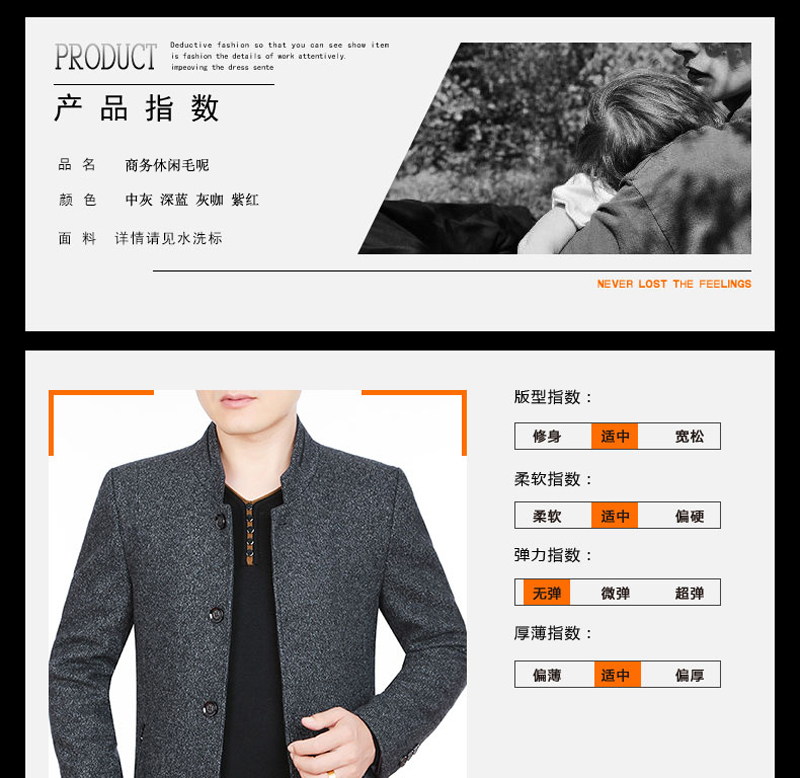 PRODUCT
Deductive fashion so that you can see show item
is fashion the details of work attentively.
impeoving the dress sente
产品指数
品 名 商务休闲毛呢
颜 色 中灰 深蓝 灰咖 紫红
面 料 详情请见水洗标
NEVER LOST THE FEELINGS
版型指数：
修身 适中 宽松
柔软指数：
柔软 适中 偏硬
弹力指数：
无弹 微弹 超弹
厚薄指数：
偏薄 适中 偏厚